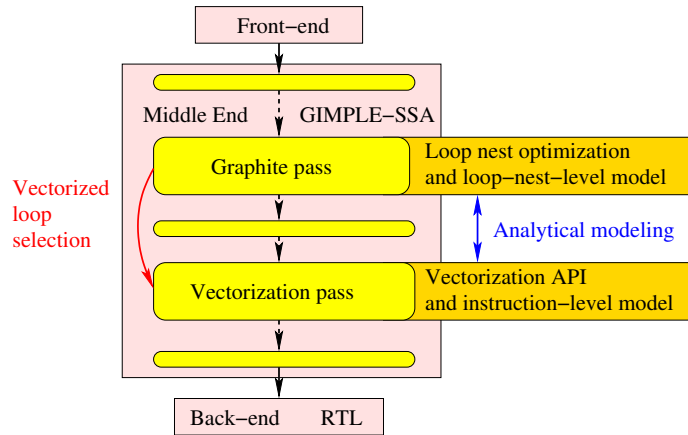 Front−end
Middle End GIMPLE−SSA
Graphite pass
Loop nest optimization
and loop−nest−level model
Vectorized
loop
selection
Analytical modeling
Vectorization pass
Vectorization API
and instruction−level model
Back−end RTL